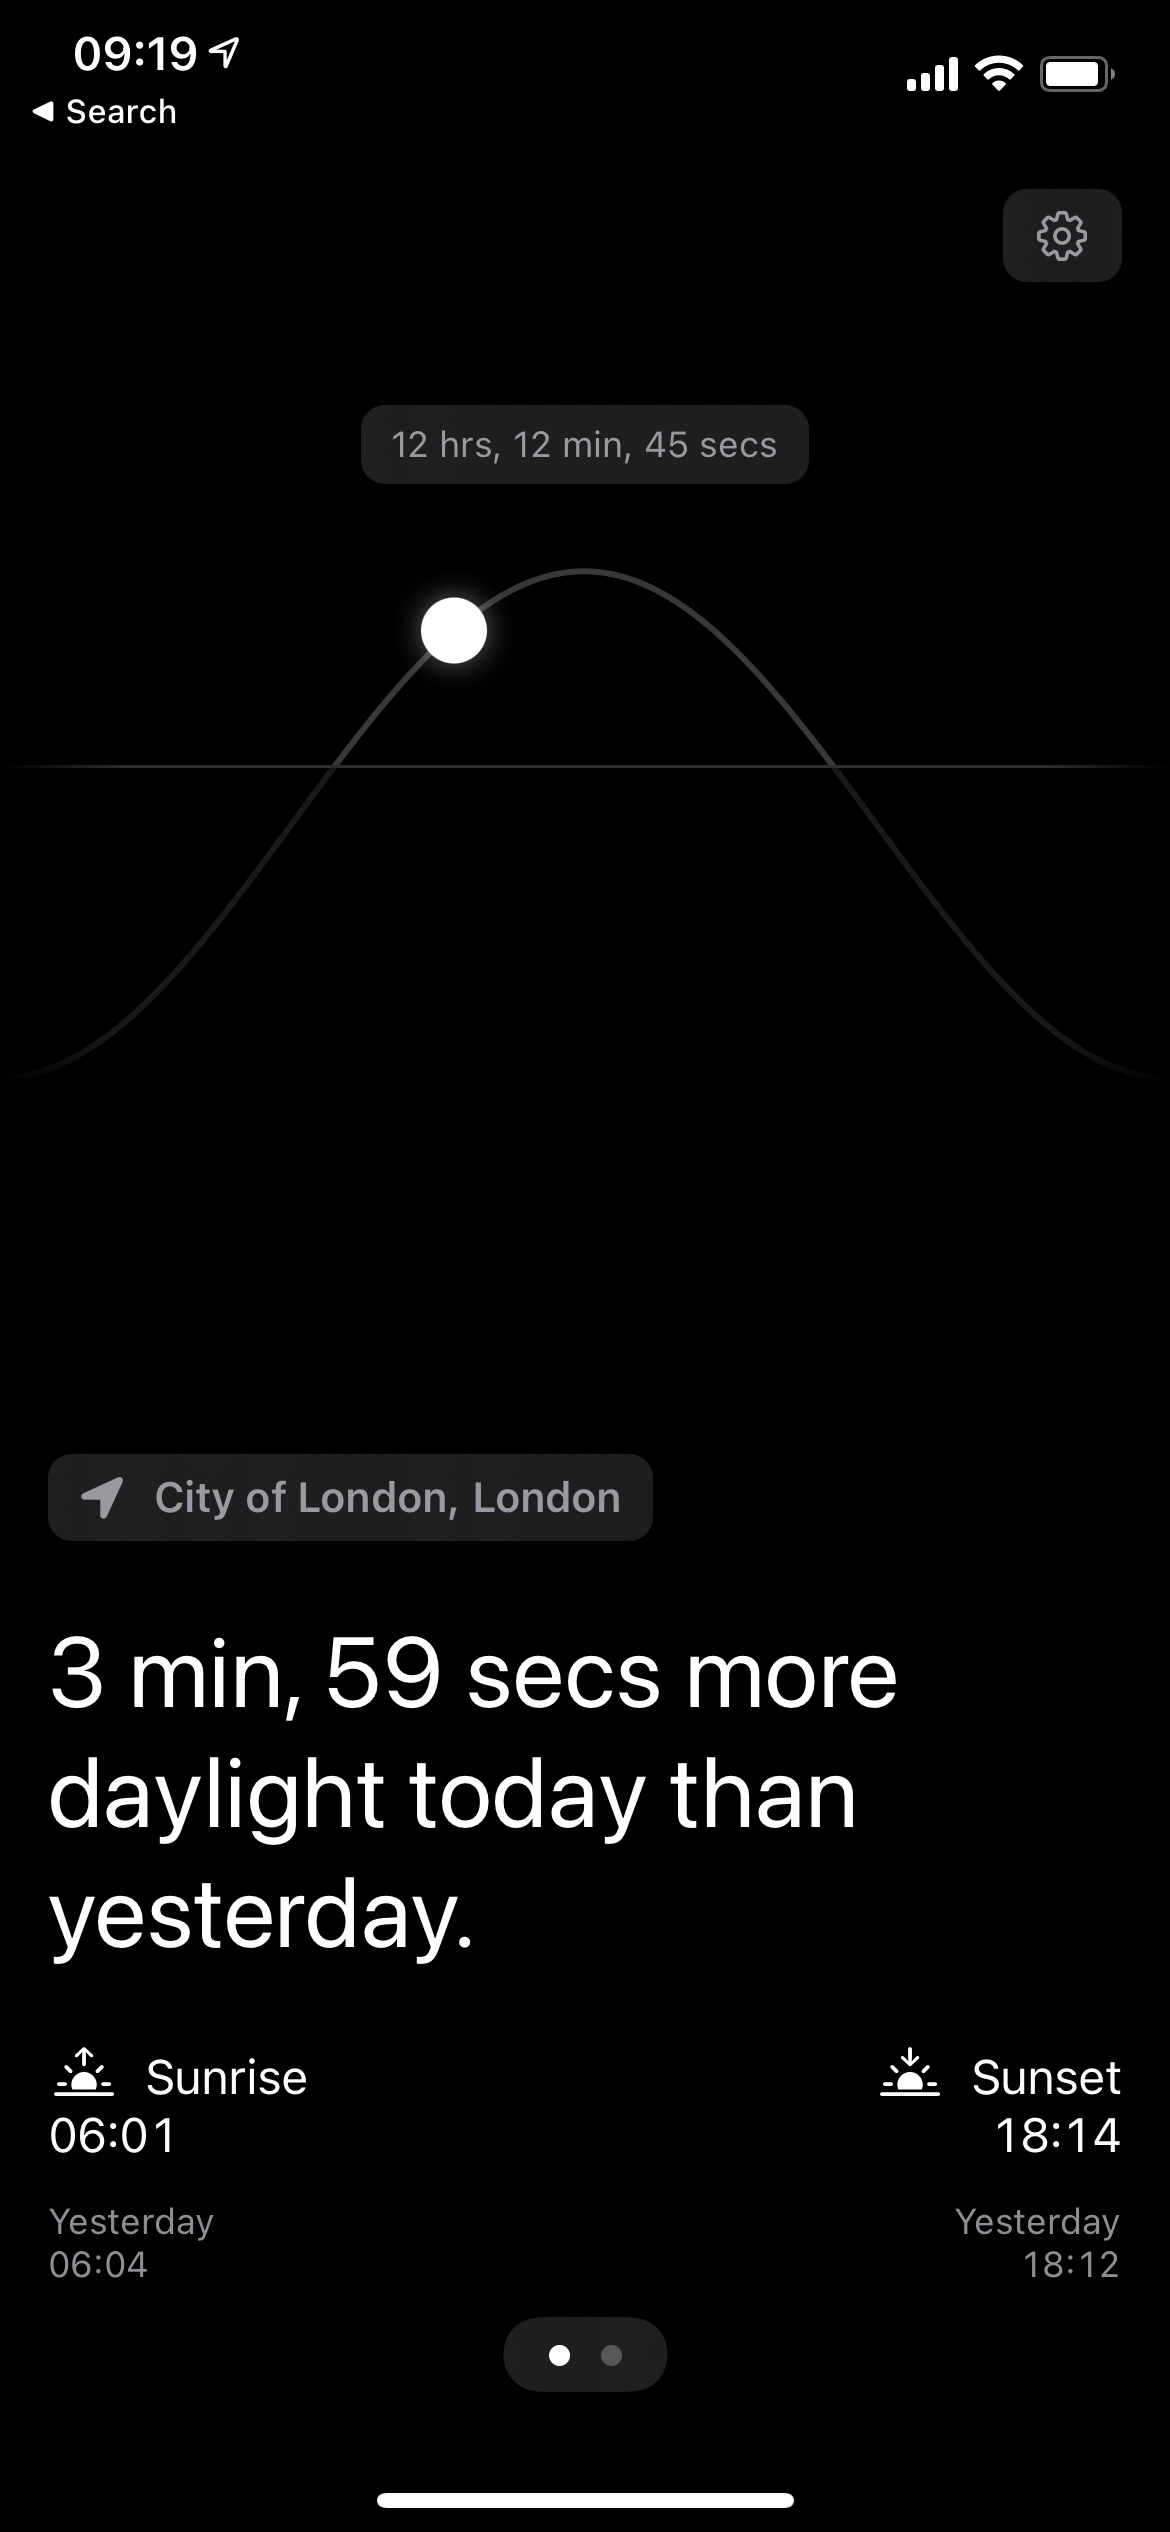 09:19
Search
12 hrs, 12 min, 45 secs
City of London, London
3 min, 59 secs more
daylight today than
yesterday.
Sunrise
06:01
Yesterday
06:04
Sunset
18:14
Yesterday
18:12